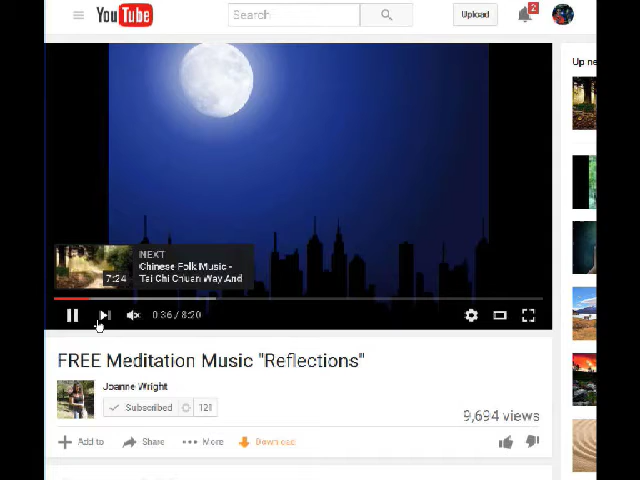 YouTube Search Upload 2
Up ne
NEXT
Chinese Folk Music -
7:24 Tai Chi Chuan Way And
0:36 / 8:20
FREE Meditation Music "Reflections"
Joanne Wright
Subscribed 121
9,694 views
Add to Share More Download